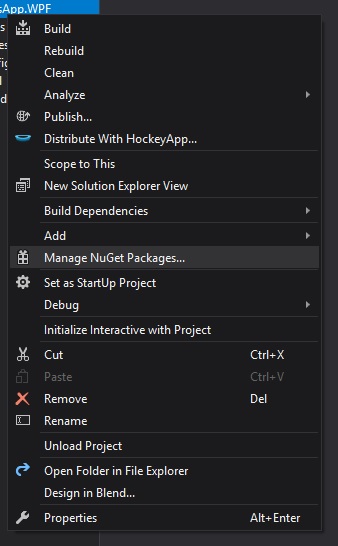 sApp.WPF
Build
Rebuild
Clean
Analyze
Publish...
Distribute With HockeyApp...
Scope to This
New Solution Explorer View
Build Dependencies
Add
Manage NuGet Packages...
Set as StartUp Project
Debug
Initialize Interactive with Project
Cut Ctrl+X
Paste Ctrl+V
Remove Del
Rename
Unload Project
Open Folder in File Explorer
Design in Blend...
Properties Alt+Enter